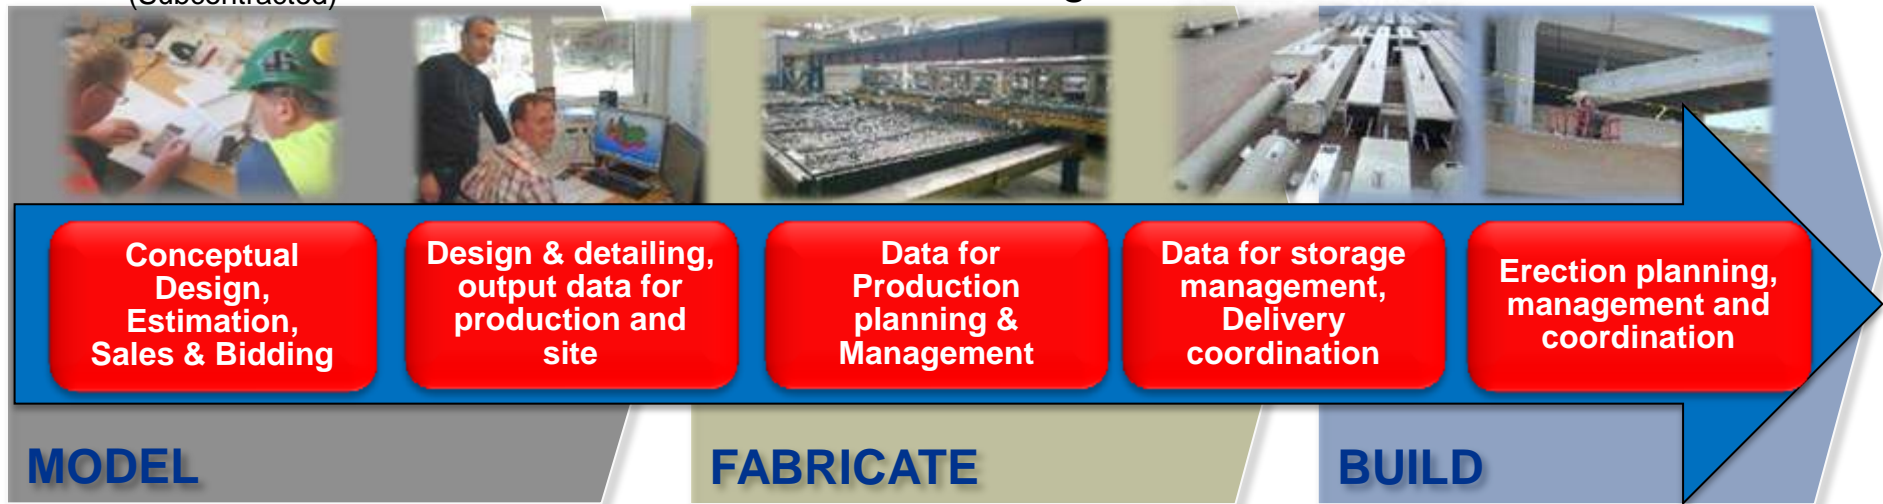 (Subcontracted)
Conceptual
Design,
Estimation,
Sales & Bidding
Design & detailing,
output data for
production and
site
Data for
Production
planning &
Management
Data for storage
management,
Delivery
coordination
Erection planning,
management and
coordination
MODEL
FABRICATE
BUILD